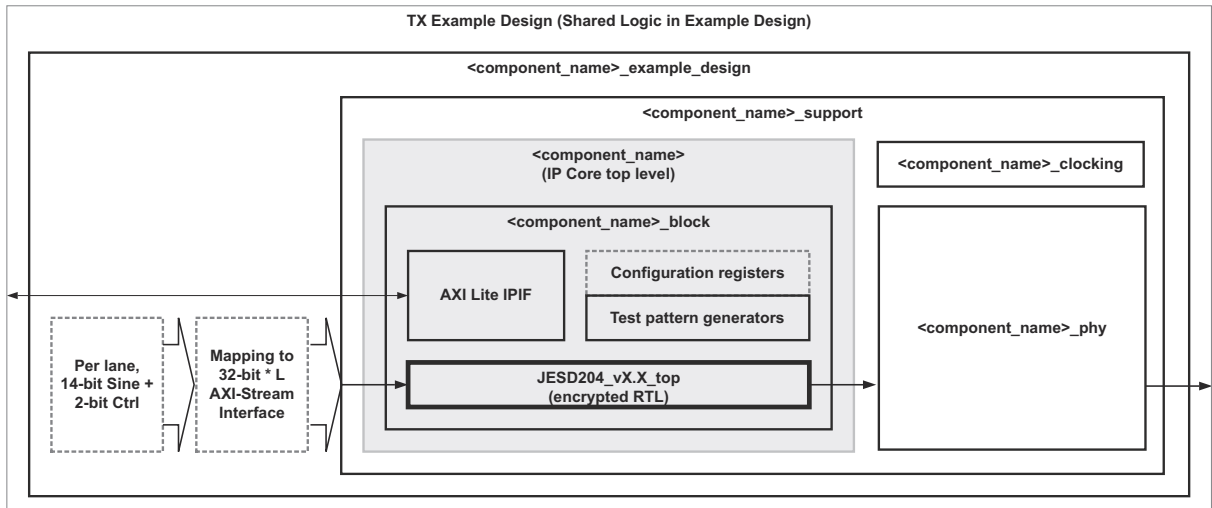 TX Example Design (Shared Logic in Example Design)
<component_name>_example_design
<component_name>_support
<component_name>
(IP Core top level)
<component_name>_clocking
<component_name>_block
AXI Lite IPIF
Configuration registers
Test pattern generators
<component_name>_phy
Per lane,
14-bit Sine +
2-bit Ctrl
Mapping to
32-bit * L
AXI-Stream
Interface
JESD204_vX.X_top
(encrypted RTL)